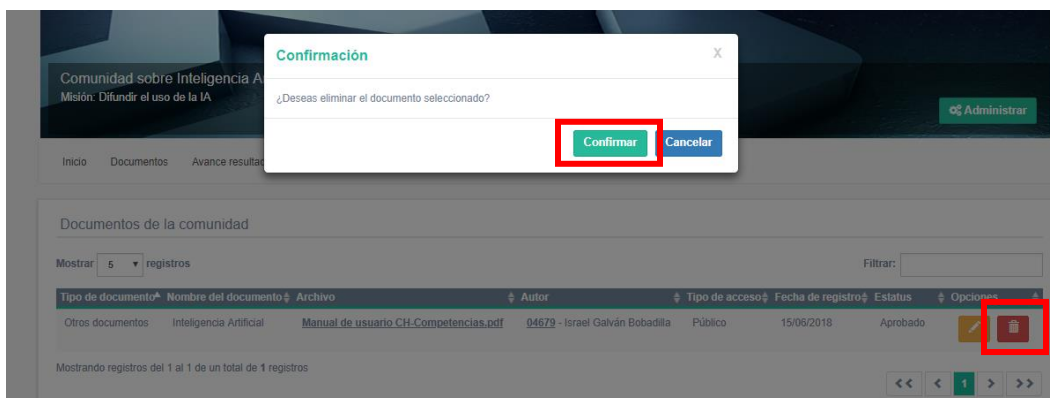 Confirmación
X
¿Deseas eliminar el documento seleccionado?
Confirmar
Cancelar
Comunidad sobre Inteligencia A
Misión: Difundir el uso de la IA
Administrar
Inicio Documentos Avance resultad
Documentos de la comunidad
Mostrar 5 registros
Filtrar:
Tipo de documento Nombre del documento Archivo Autor Tipo de acceso Fecha de registro Estatus Opciones
Otros documentos Inteligencia Artificial Manual de usuario CH-Competencias.pdf 04679 - Israel Galván Bobadilla Público 15/06/2018 Aprobado
Mostrando registros del 1 al 1 de un total de 1 registros
<< < 1 > >>